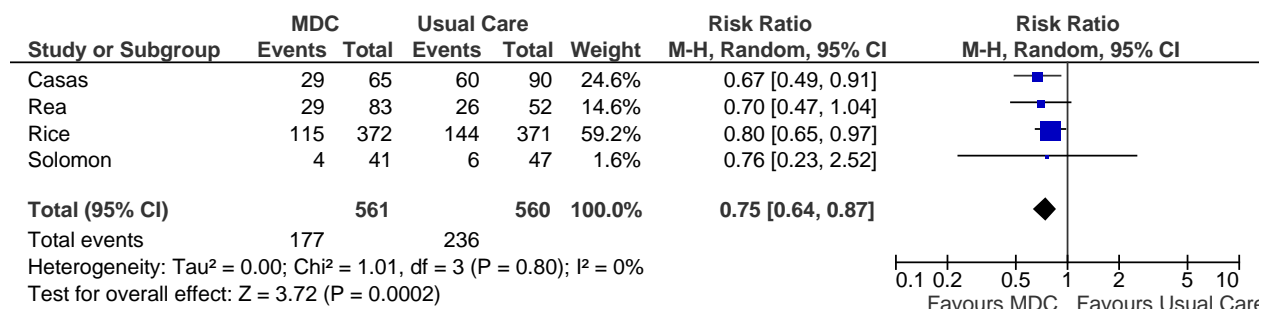 MDC Usual Care Risk Ratio Risk Ratio
Study or Subgroup Events Total Events Total Weight M-H, Random, 95% CI M-H, Random, 95% CI
Casas 29 65 60 90 24.6% 0.67 [0.49, 0.91]
Rea 29 83 26 52 14.6% 0.70 [0.47, 1.04]
Rice 115 372 144 371 59.2% 0.80 [0.65, 0.97]
Solomon 4 41 6 47 1.6% 0.76 [0.23, 2.52]
Total (95% CI) 561 560 100.0% 0.75 [0.64, 0.87]
Total events 177 236
Heterogeneity: Tau² = 0.00; Chi² = 1.01, df = 3 (P = 0.80); I² = 0%
Test for overall effect: Z = 3.72 (P = 0.0002)
0.1 0.2 0.5 1 2 5 10
Favours MDC Favours Usual Care